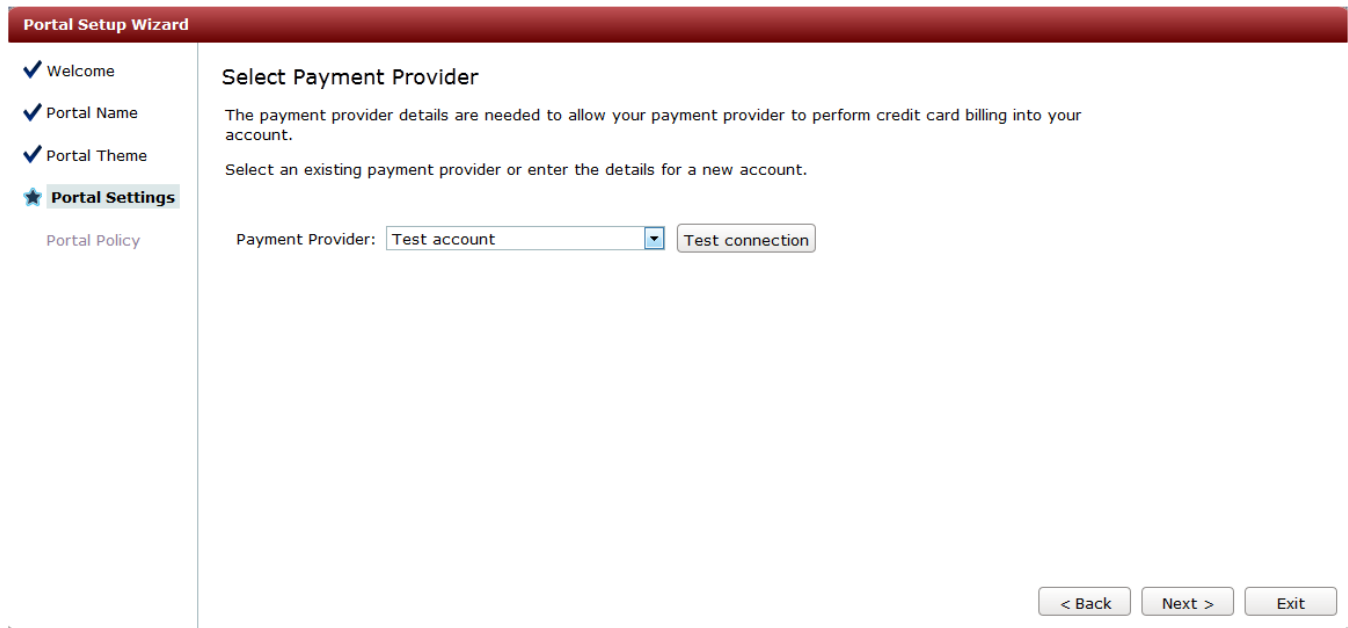 Portal Setup Wizard
Welcome
Portal Name
Portal Theme
Portal Settings
Portal Policy
Select Payment Provider
The payment provider details are needed to allow your payment provider to perform credit card billing into your
account.
Select an existing payment provider or enter the details for a new account.
Payment Provider: Test account Test connection
< Back Next > Exit